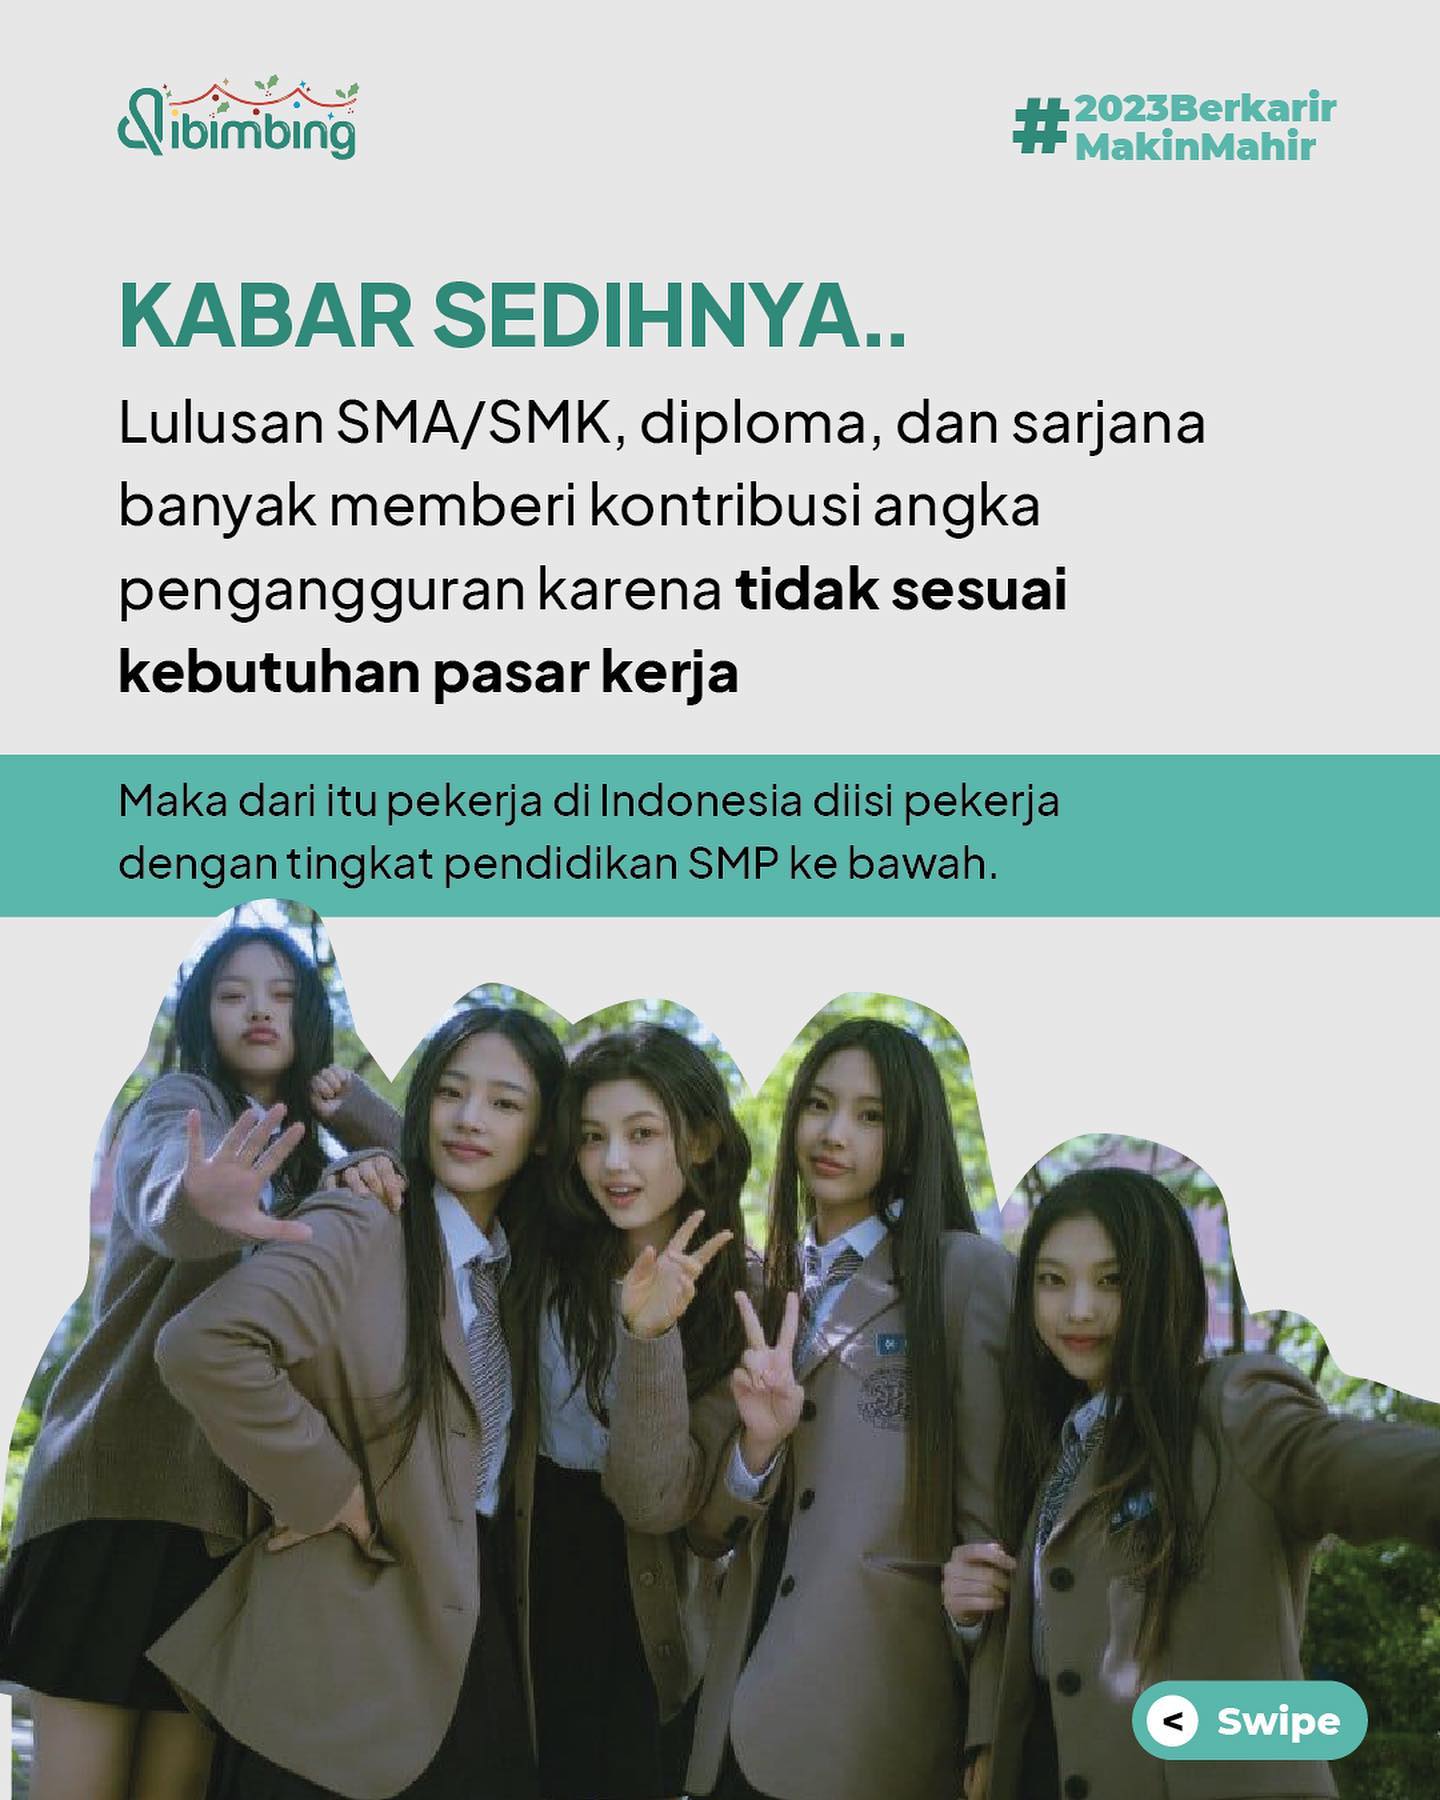 dibimbing
#2023Berkarir
MakinMahir
KABAR SEDIHNYA..
Lulusan SMA/SMK, diploma, dan sarjana
banyak memberi kontribusi angka
pengangguran karena tidak sesuai
kebutuhan pasar kerja
Maka dari itu pekerja di Indonesia diisi pekerja
dengan tingkat pendidikan SMP ke bawah.
< Swipe